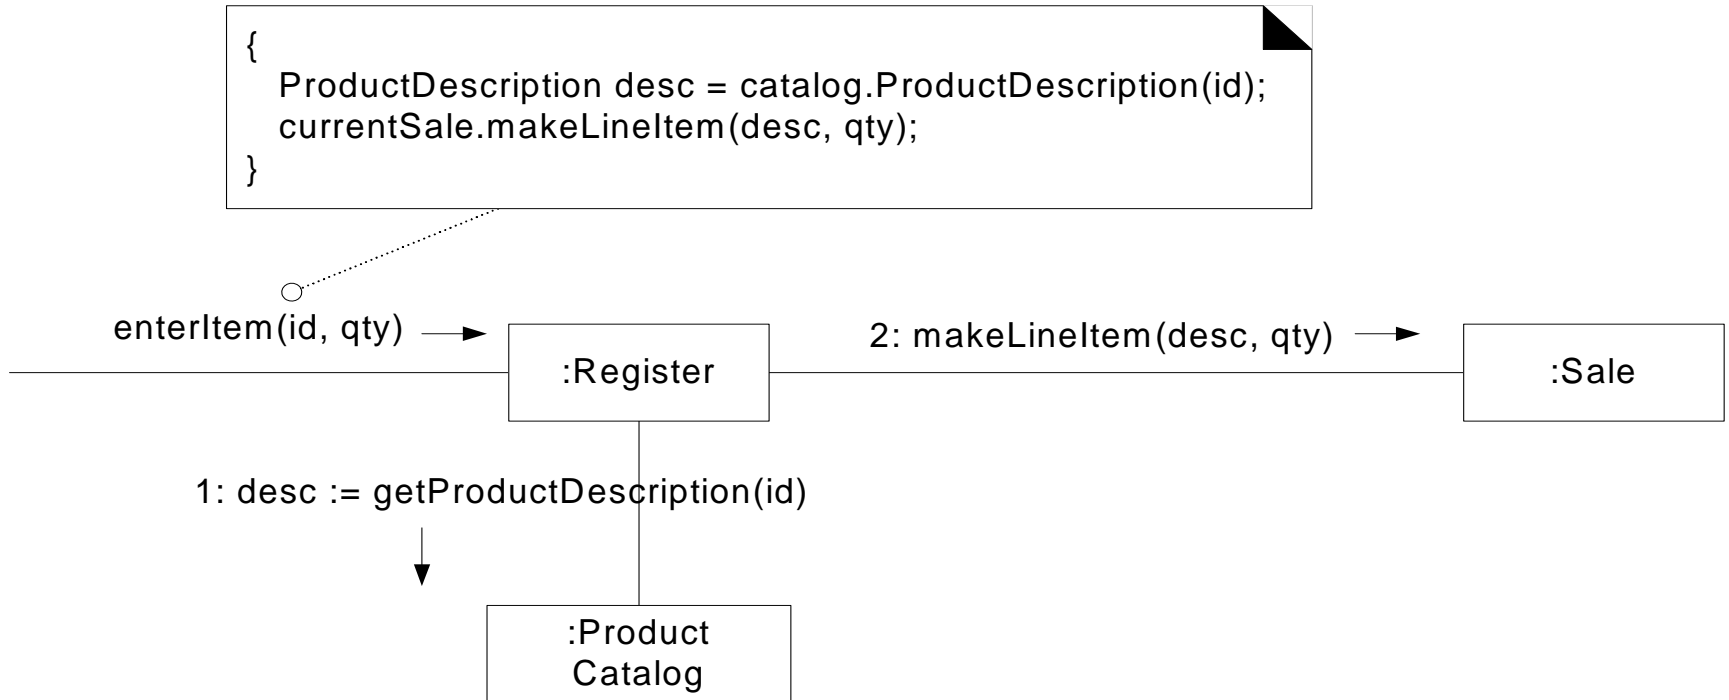 {
ProductDescription desc = catalog.ProductDescription(id);
currentSale.makeLineItem(desc, qty);
}
enterItem(id, qty)
2: makeLineItem(desc, qty)
:Register
:Sale
1: desc := getProductDescription(id)
:Product
Catalog